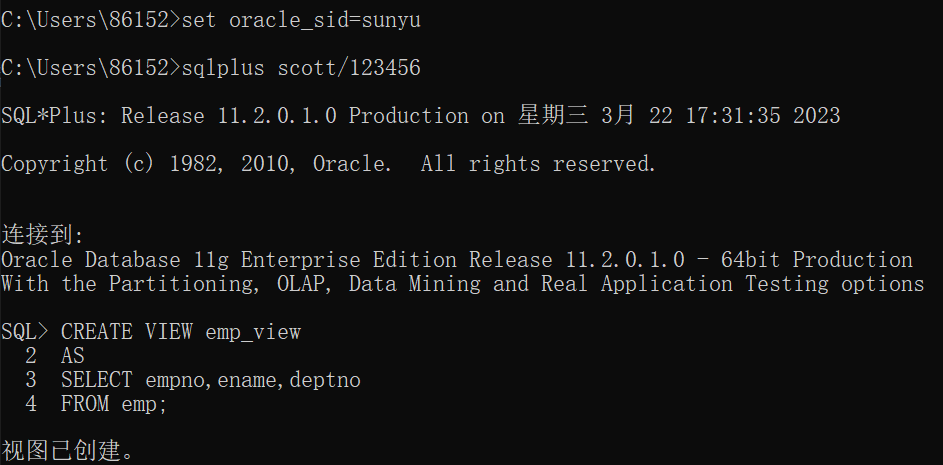 C:\Users\86152>set oracle_sid=sunyu
C:\Users\86152>sqlplus scott/123456
SQL*Plus: Release 11.2.0.1.0 Production on 星期三 3月 22 17:31:35 2023
Copyright (c) 1982, 2010, Oracle.  All rights reserved.
连接到:
Oracle Database 11g Enterprise Edition Release 11.2.0.1.0 - 64bit Production
With the Partitioning, OLAP, Data Mining and Real Application Testing options
SQL> CREATE VIEW emp_view
  2  AS
  3  SELECT empno,ename,deptno
  4  FROM emp;
视图已创建。